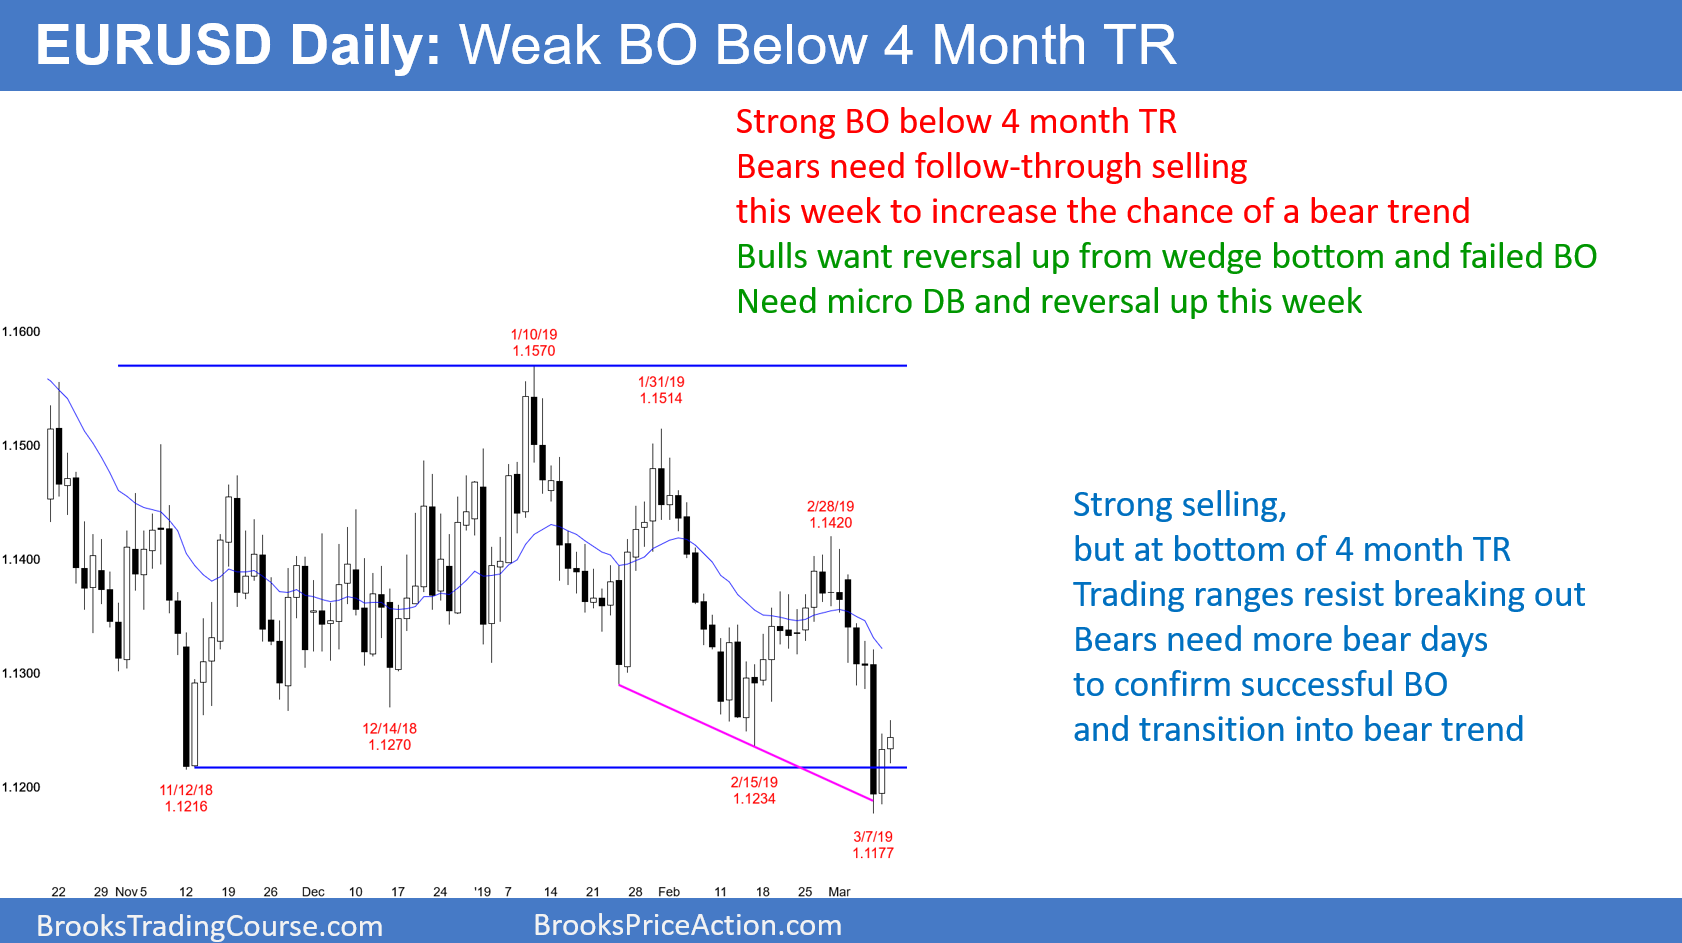 EURUSD Daily: Weak BO Below 4 Month TR
Strong BO below 4 month TR
Bears need follow-through selling
this week to increase the chance of a bear trend
Bulls want reversal up from wedge bottom and failed BO
Need micro DB and reversal up this week
1.1600
1.1500
1.1400
1.1300
1.1200
1/10/19
1.1570
1/31/19
1.1514
2/28/19
1.1420
12/14/18
1.1270
11/12/18
1.1216
2/15/19
1.1234
3/7/19
1.1177
Strong selling,
but at bottom of 4 month TR
Trading ranges resist breaking out
Bears need more bear days
to confirm successful BO
and transition into bear trend
22 29 Nov 5 12 19 26 Dec 10 17 24 '19 7 14 21 28 Feb 11 18 25 Mar
BrooksTradingCourse.com BrooksPriceAction.com